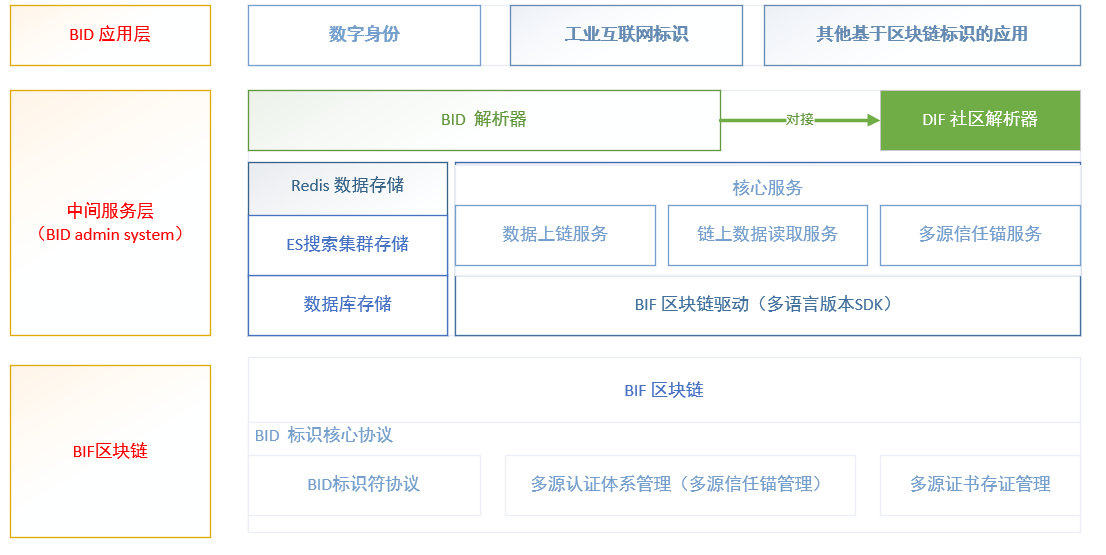 BID 应用层
数字身份
工业互联网标识
其他基于区块链标识的应用
中间服务层
（BID admin system）
BID 解析器
对接
DIF 社区解析器
Redis 数据存储
ES搜索集群存储
数据库存储
核心服务
数据上链服务
链上数据读取服务
多源信任锚服务
BIF 区块链驱动（多语言版本SDK）
BIF区块链
BIF 区块链
BID 标识核心协议
BID标识符协议
多源认证体系管理（多源信任锚管理）
多源证书存证管理